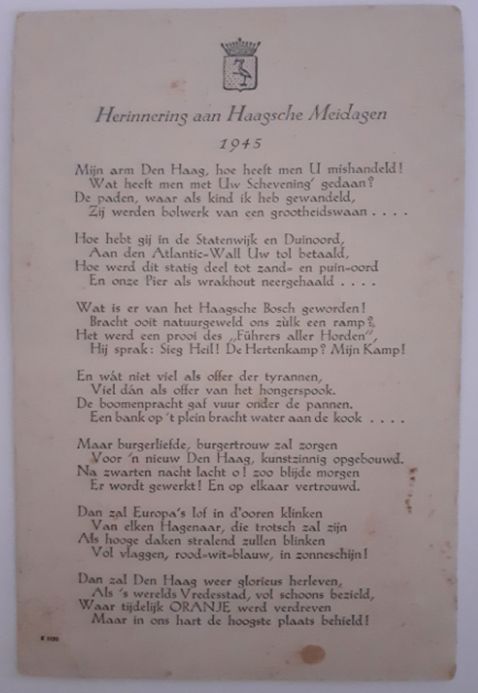 Herinnering aan Haagsche Meidagen
1945
Mijn arm Den Haag, hoe heeft men U mishandeld!
Wat heeft men met Uw Schevening' gedaan?
De paden, waar als kind ik heb gewandeld,
Zij werden bolwerk van een grootheidswaan . . . .
Hoe hebt gij in de Statenwijk en Duinoord,
Aan den Atlantic-Wall Uw tol betaald,
Hoe werd dit statig deel tot zand- en puin-oord
En onze Pier als wrakhout neergehaald . . . .
Wat is er van het Haagsche Bosch geworden!
Bracht ooit natuurgeweld ons zùlk een ramp?
Het werd een prooi des „Führers aller Horden",
Hij sprak: Sieg Heil! De Hertenkamp? Mijn Kamp!
En wát niet viel als offer der tyrannen,
Viel dán als offer van het hongerspook.
De boomenpracht gaf vuur onder de pannen.
Een bank op 't plein bracht water aan de kook . . . .
Maar burgerliefde, burgertrouw zal zorgen
Voor 'n nieuw Den Haag, kunstzinnig opgebouwd.
Na zwarten nacht lacht o! zoo blijde morgen
Er wordt gewerkt! En op elkaar vertrouwd.
Dan zal Europa's lof in d'ooren klinken
Van elken Hagenaar, die trotsch zal zijn
Als hooge daken stralend zullen blinken
Vol vlaggen, rood-wit-blauw, in zonneschijn!
Dan zal Den Haag weer glorieus herleven,
Als 's werelds Vredesstad, vol schoons bezield,
Waar tijdelijk ORANJE werd verdreven
Maar in ons hart de hoogste plaats behield!